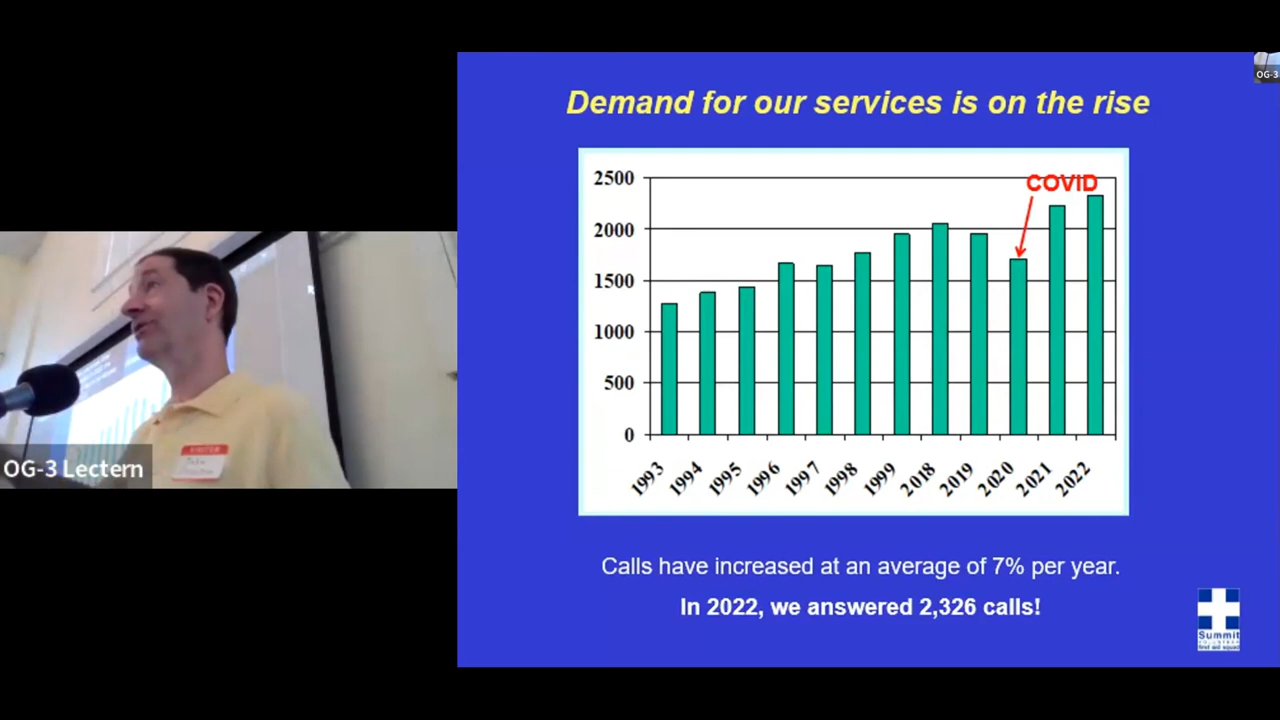 Demand for our services is on the rise
COVID
2500
2000
1500
1000
500
0
1993 1994 1995 1996 1997 1998 1999 2018 2019 2020 2021 2022
Calls have increased at an average of 7% per year.
In 2022, we answered 2,326 calls!
Summit
first aid squad
OG-3 Lectern
OG-3